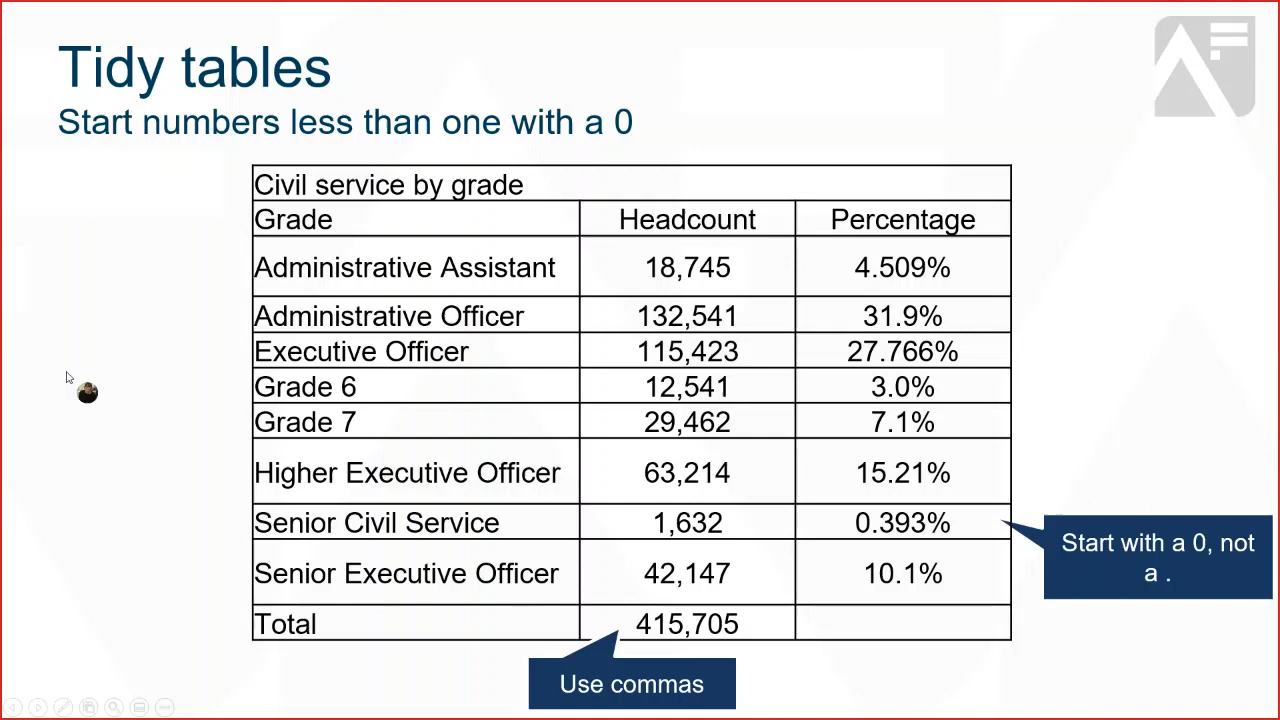 Tidy tables
Start numbers less than one with a 0
Civil service by grade
Grade Headcount Percentage
Administrative Assistant 18,745 4.509%
Administrative Officer 132,541 31.9%
Executive Officer 115,423 27.766%
Grade 6 12,541 3.0%
Grade 7 29,462 7.1%
Higher Executive Officer 63,214 15.21%
Senior Civil Service 1,632 0.393%
Senior Executive Officer 42,147 10.1%
Total 415,705
Start with a 0, not
a .
Use commas